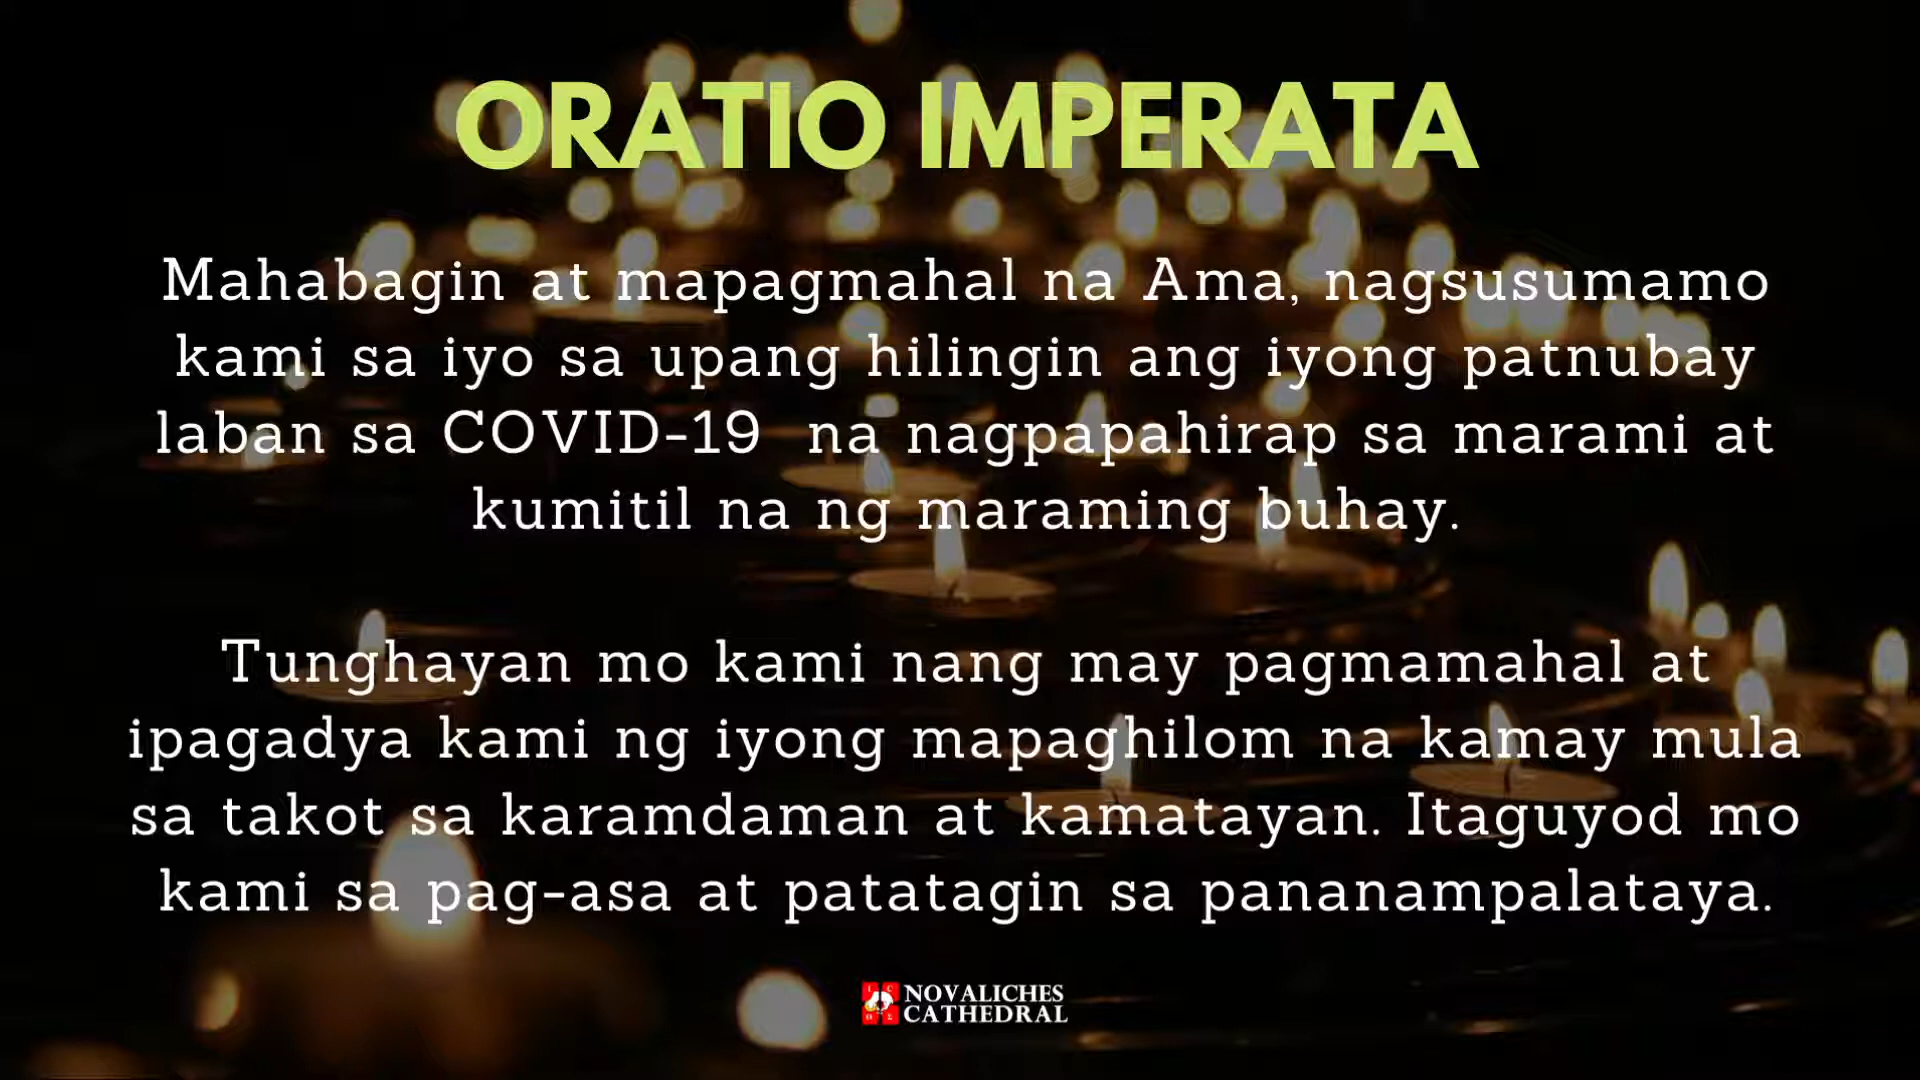 ORATIO IMPERATA
Mahabagin at mapagmahal na Ama, nagsusumamo
kami sa iyo sa upang hilingin ang iyong patnubay
laban sa COVID-19 na nagpapahirap sa marami at
kumitil na ng maraming buhay.
Tunghayan mo kami nang may pagmamahal at
ipagadya kami ng iyong mapaghilom na kamay mula
sa takot sa karamdaman at kamatayan. Itaguyod mo
kami sa pag-asa at patatagin sa pananampalataya.
NOVALICHES
CATHEDRAL